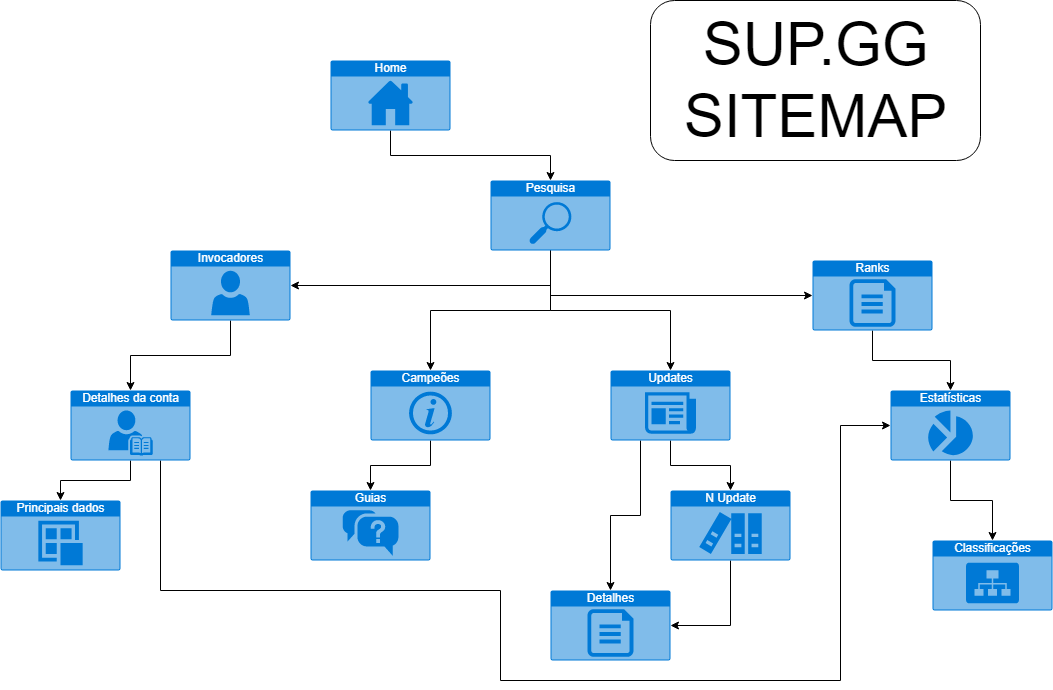 SUP.GG
SITEMAP
Home
Pesquisa
Invocadores
Ranks
Campeões
Updates
Detalhes da conta
Estatísticas
Principais dados
Guias
N Update
Classificações
Detalhes